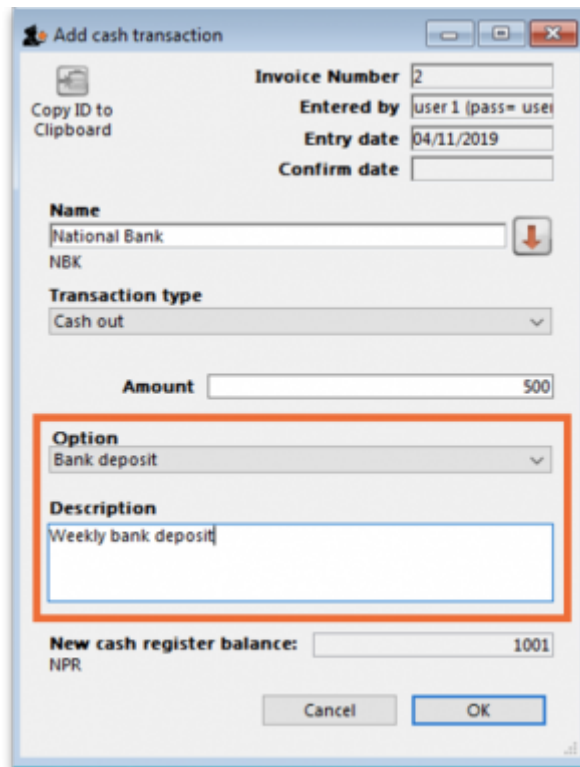 Add cash transaction
Copy ID to
Clipboard
Invoice Number 2
Entered by user 1 (pass= user
Entry date 04/11/2019
Confirm date
Name
National Bank
NBK
Transaction type
Cash out
Amount 500
Option
Bank deposit
Description
Weekly bank deposit
New cash register balance: 1001
NPR
Cancel OK